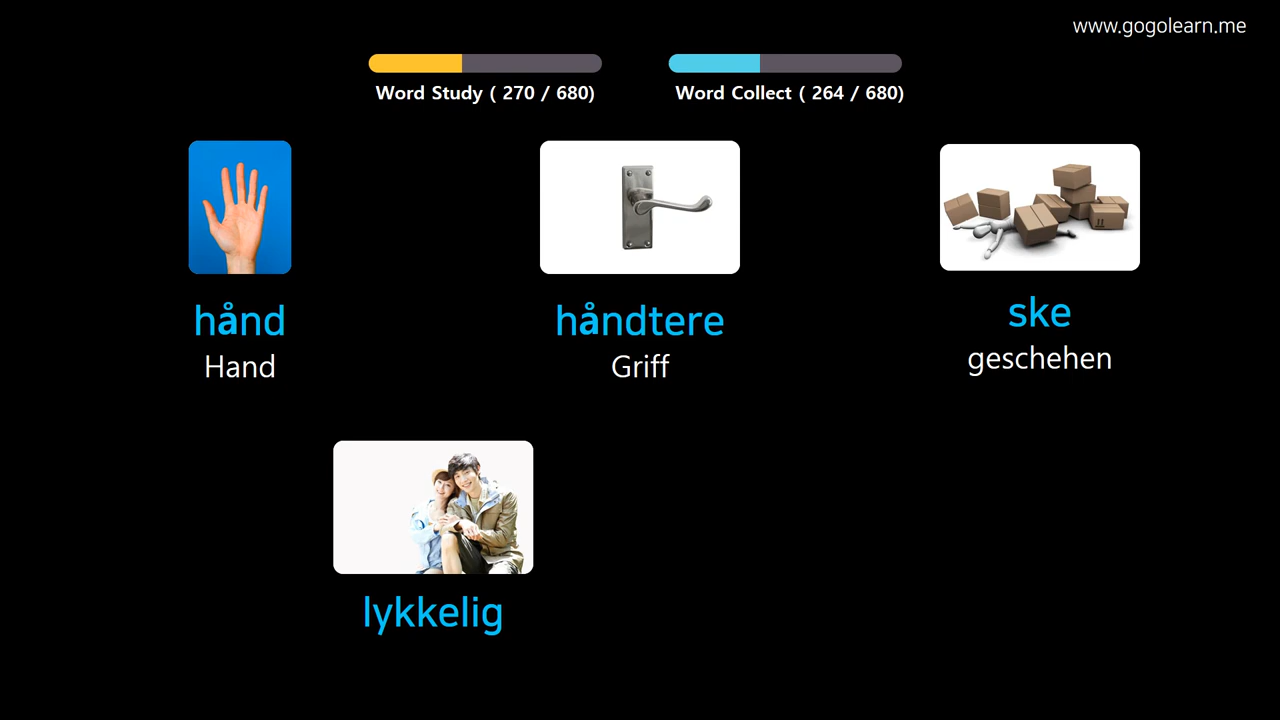 www.gogolearn.me
Word Study ( 270 / 680)
Word Collect ( 264 / 680)
hånd
Hand
håndtere
Griff
ske
geschehen
lykkelig